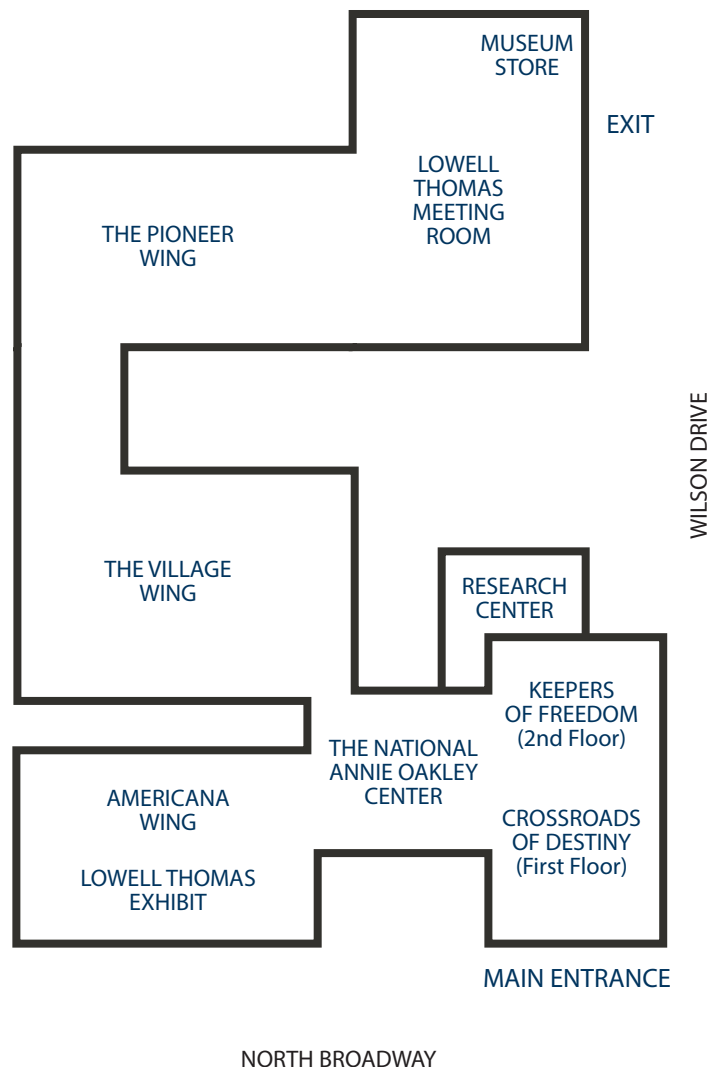 MUSEUM
STORE
EXIT
LOWELL
THOMAS
MEETING
ROOM
THE PIONEER
WING
WILSON DRIVE
THE VILLAGE
WING
RESEARCH
CENTER
KEEPERS
OF FREEDOM
(2nd Floor)
THE NATIONAL
ANNIE OAKLEY
CENTER
AMERICANA
WING
CROSSROADS
OF DESTINY
(First Floor)
LOWELL THOMAS
EXHIBIT
MAIN ENTRANCE
NORTH BROADWAY